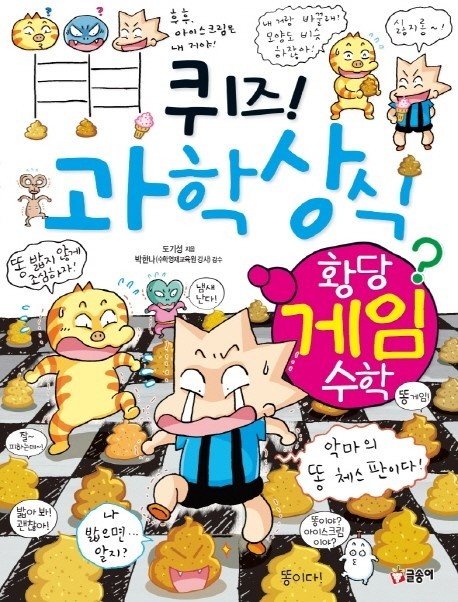 ?
?
흐흐,
아이스크림은
내 거야!
내 거랑 바꿀래!
모양도 비슷
하잖아!
싫지롱~!
퀴즈!
과학상식
도기성 지음
박한나(수학영재교육원 강사) 감수
황당
게임
수학
?
똥 밟지 않게
조심하자!
냄새
난다!
똥 게임!
악마의
똥 체스 판이다!
밟아 봐!
괜찮아!
나
밟으면…
알지?
똥이야?
아이스크림
이야?
똥이다!
글송이